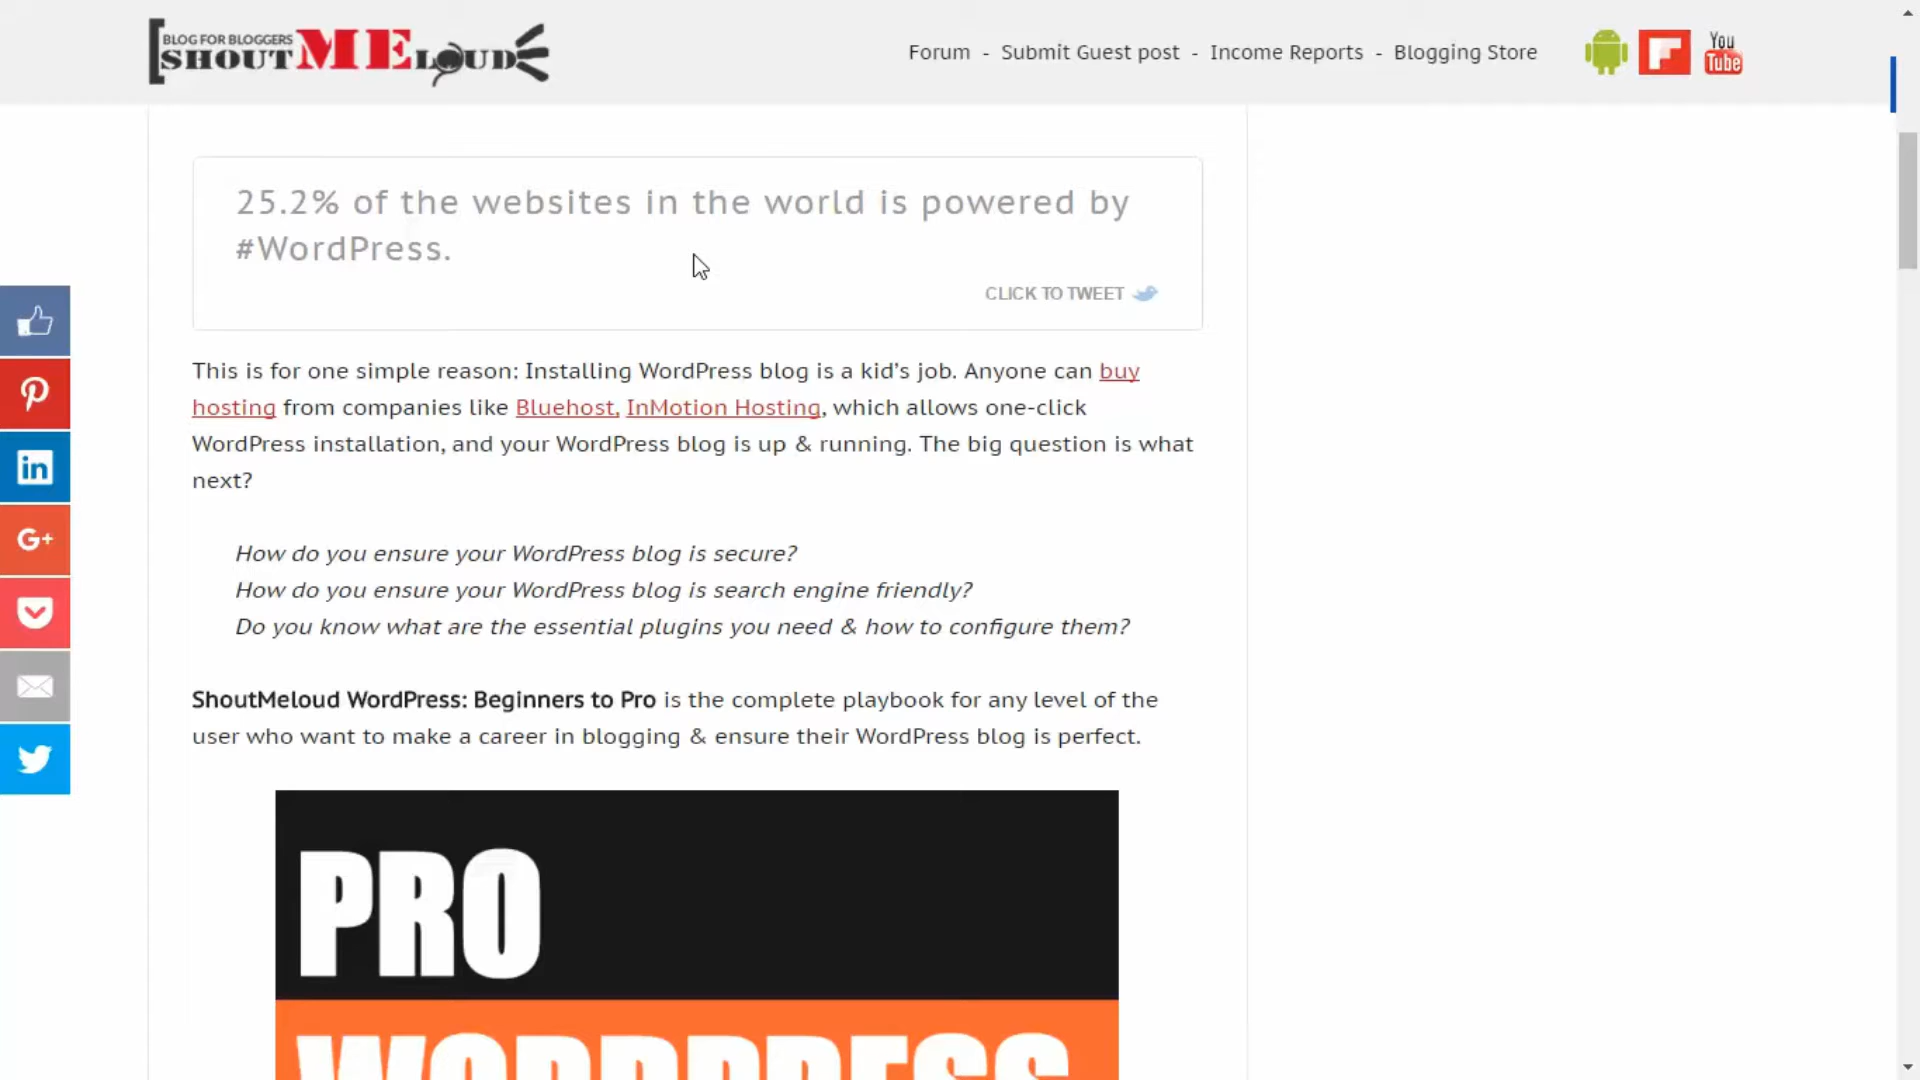 BLOG FOR BLOGGERS
SHOUTMELOUD
Forum - Submit Guest post - Income Reports - Blogging Store
You
Tube
25.2% of the websites in the world is powered by
#WordPress.
CLICK TO TWEET
This is for one simple reason: Installing WordPress blog is a kid’s job. Anyone can buy
hosting from companies like Bluehost, InMotion Hosting, which allows one-click
WordPress installation, and your WordPress blog is up & running. The big question is what
next?
How do you ensure your WordPress blog is secure?
How do you ensure your WordPress blog is search engine friendly?
Do you know what are the essential plugins you need & how to configure them?
ShoutMeloud WordPress: Beginners to Pro is the complete playbook for any level of the
user who want to make a career in blogging & ensure their WordPress blog is perfect.
in
G+
PRO
WORDPRESS